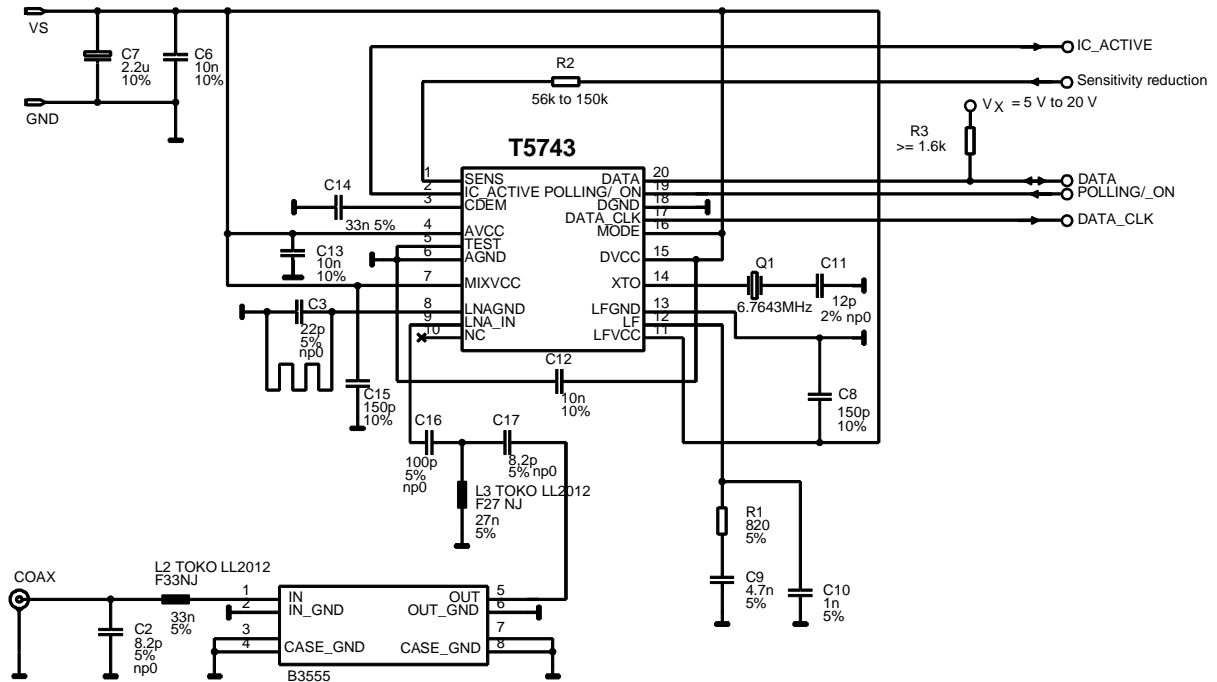 VS
C7
2.2u
10%
C6
10n
10%
GND
IC_ACTIVE
R2
56k to 150k
Sensitivity reduction
VX = 5 V to 20 V
R3
>= 1.6k
T5743
1 SENS
2 IC_ACTIVE
3 CDEM
4 AVCC
5 TEST
6 AGND
7 MIXVCC
8 LNAGND
9 LNA_IN
10 NC
DATA 20
POLLING/_ON 19
DGND 18
DATA_CLK 17
MODE 16
DVCC 15
XTO 14
LFGND 13
LF 12
LFVCC 11
DATA
POLLING/_ON
DATA_CLK
C14
33n 5%
C13
10n
10%
C3
22p
5%
np0
C15
150p
10%
Q1
6.7643MHz
C11
12p
2% np0
C12
10n
10%
C8
150p
10%
C16
100p
5%
np0
C17
8.2p
5% np0
L3 TOKO LL2012
F27 NJ
27n
5%
R1
820
5%
C9
4.7n
5%
C10
1n
5%
COAX
L2 TOKO LL2012
F33NJ
33n
5%
C2
8.2p
5%
np0
1 IN
2 IN_GND
3
4 CASE_GND
OUT 5
OUT_GND 6
7
CASE_GND 8
B3555